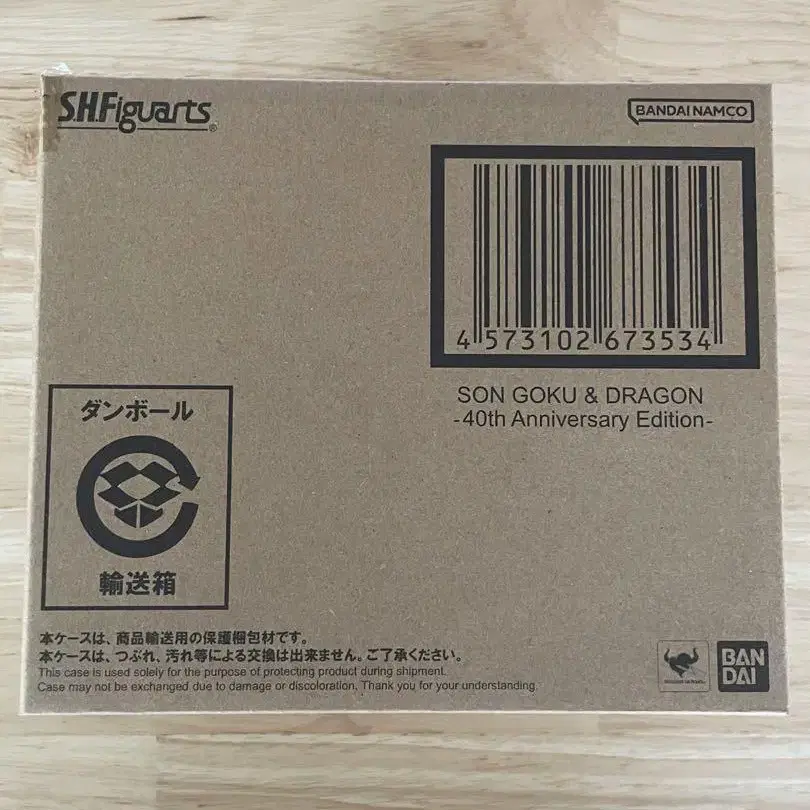 S.H.Figuarts®
BANDAI NAMCO
4 573102 673534
SON GOKU & DRAGON
-40th Anniversary Edition-
ダンボール
輸送箱
本ケースは、商品輸送用の保護梱包材です。
本ケースは、つぶれ、汚れ等による交換は出来ません。ご了承ください。
This case is used solely for the purpose of protecting product during shipment.
Case may not be exchanged due to damage or discoloration. Thank you for your understanding.
BAN
DAI